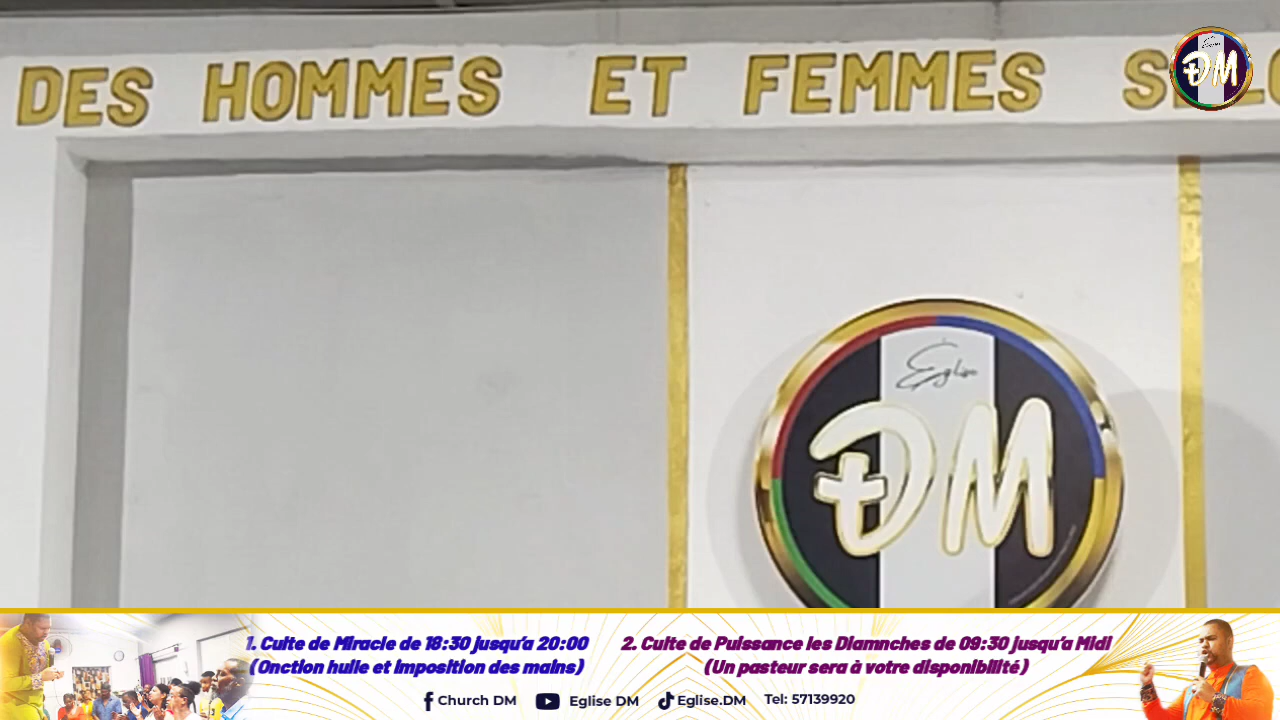 DES HOMMES ET FEMMES
Eglise
DM
Eglise
DM
1. Culte de Miracle de 18:30 jusqu'a 20:00
(Onction huile et imposition des mains)
2. Culte de Puissance les Diamnches de 09:30 jusqu'a Midi
(Un pasteur sera à votre disponibilité)
Church DM
Eglise DM
Eglise.DM
Tel: 57139920